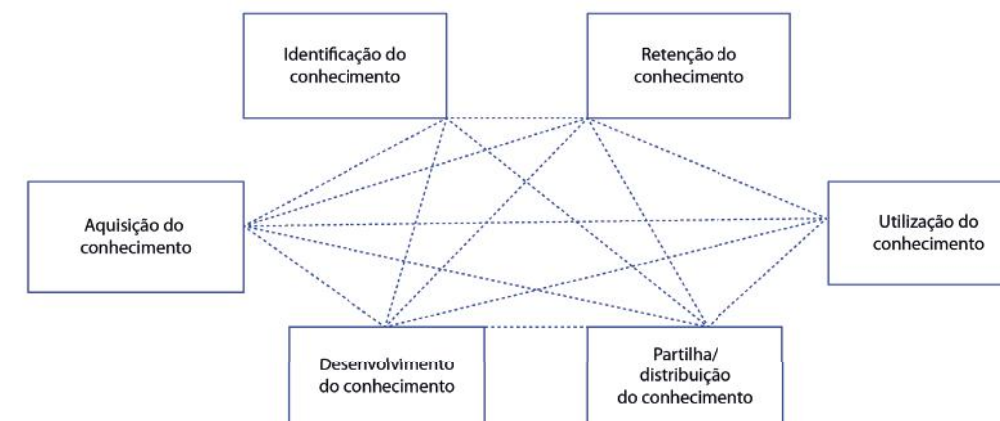 Identificação do
conhecimento
Retenção do
conhecimento
Aquisição do
conhecimento
Utilização do
conhecimento
Desenvolvimento
do conhecimento
Partilha/
distribuição
do conhecimento